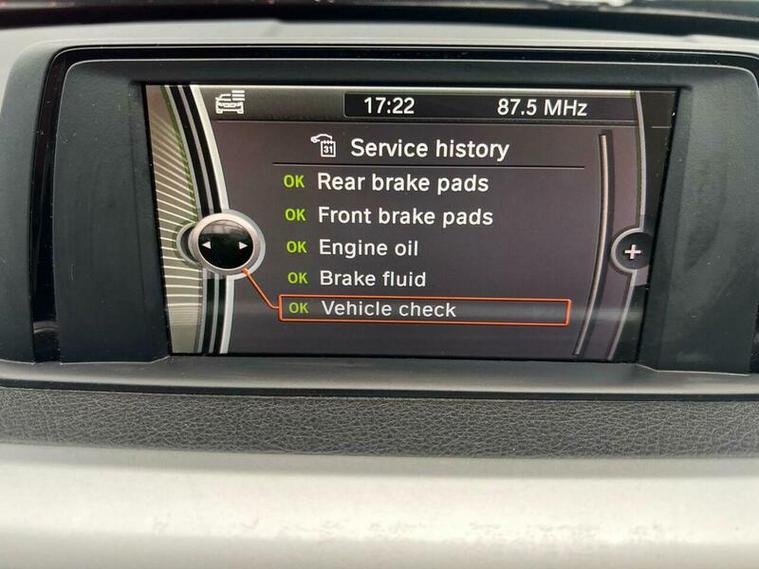 17:22 87.5 MHz
31 Service history
OK Rear brake pads
OK Front brake pads
OK Engine oil
OK Brake fluid
OK Vehicle check